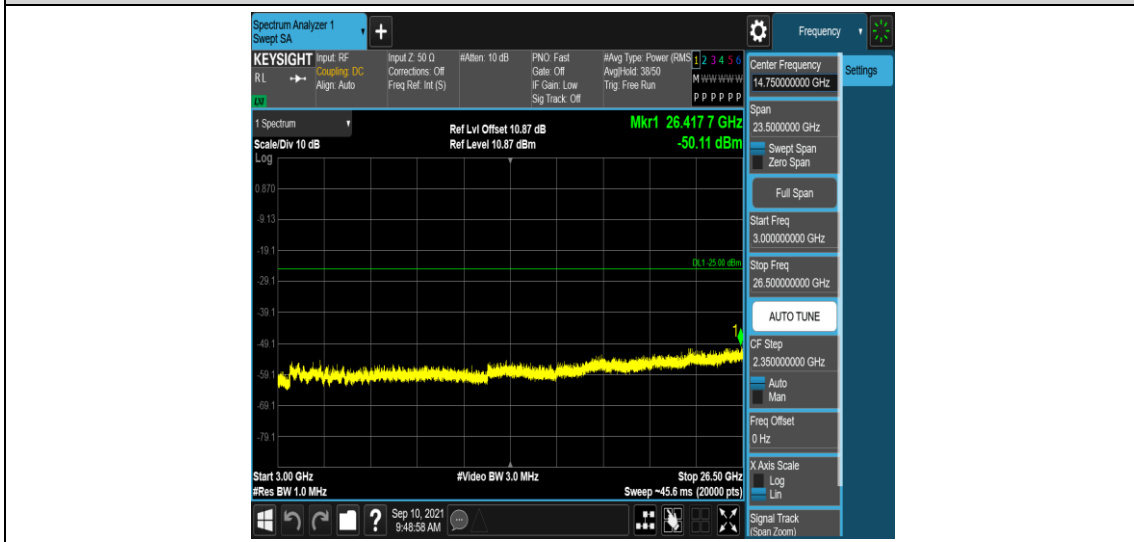 Spectrum Analyzer 1
Swept SA
+
Frequency
KEYSIGHT
RL
LXI
Input: RF
Coupling: DC
Align: Auto
Input Z: 50 Ω
Corrections: Off
Freq Ref: Int (S)
#Atten: 10 dB
PNO: Fast
Gate: Off
IF Gain: Low
Sig Track: Off
#Avg Type: Power (RMS
Avg|Hold: 38/50
Trig: Free Run
1 2 3 4 5 6
M W W W W W
P P P P P P
1 Spectrum
Scale/Div 10 dB
Log
Ref Lvl Offset 10.87 dB
Ref Level 10.87 dBm
Mkr1 26.417 7 GHz
-50.11 dBm
0.870
-9.13
-19.1
DL1 -25.00 dBm
-29.1
-39.1
1
-49.1
-59.1
-69.1
-79.1
Start 3.00 GHz
#Res BW 1.0 MHz
#Video BW 3.0 MHz
Stop 26.50 GHz
Sweep ~45.6 ms (20000 pts)
?
Sep 10, 2021
9:48:58 AM
Center Frequency
14.750000000 GHz
Settings
Span
23.5000000 GHz
Swept Span
Zero Span
Full Span
Start Freq
3.000000000 GHz
Stop Freq
26.500000000 GHz
AUTO TUNE
CF Step
2.350000000 GHz
Auto
Man
Freq Offset
0 Hz
X Axis Scale
Log
Lin
Signal Track
(Span Zoom)